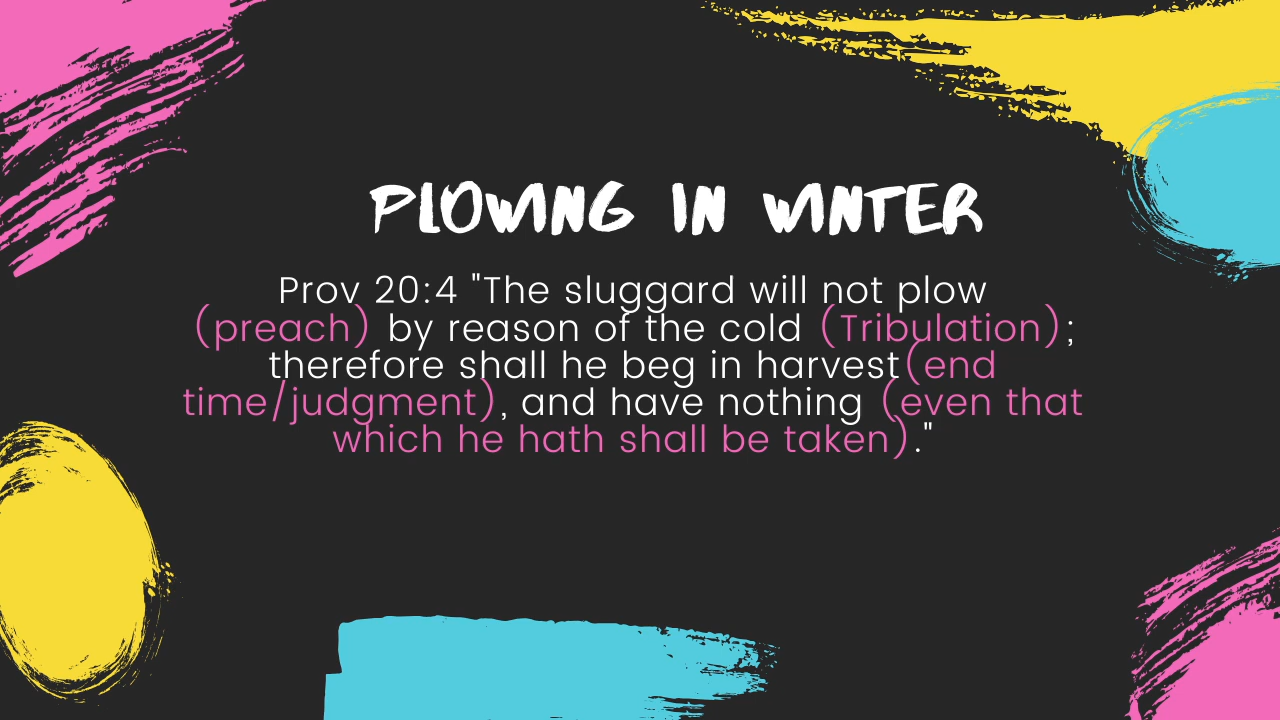 PLOWING IN WINTER
Prov 20:4 "The sluggard will not plow
(preach) by reason of the cold (Tribulation);
therefore shall he beg in harvest(end
time/judgment), and have nothing (even that
which he hath shall be taken)."